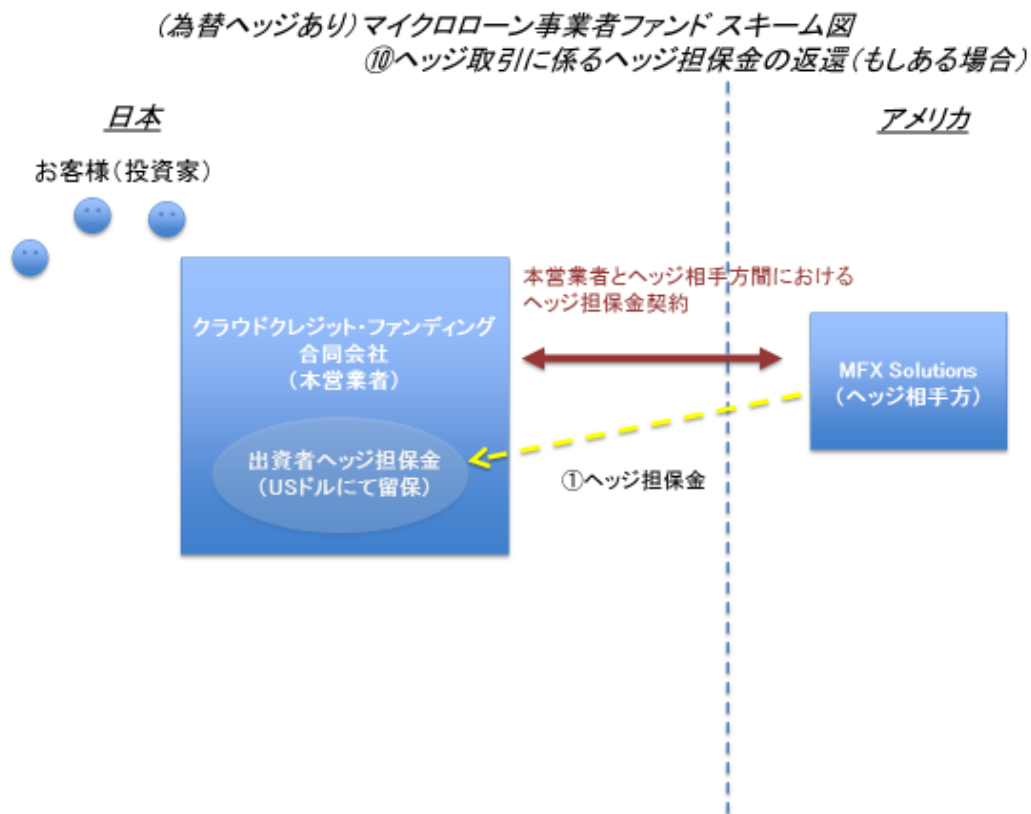 (為替ヘッジあり)マイクロローン事業者ファンド スキーム図
⑩ヘッジ取引に係るヘッジ担保金の返還(もしある場合)
日本
アメリカ
お客様(投資家)
本営業者とヘッジ相手方間における
ヘッジ担保金契約
クラウドクレジット・ファンディング
合同会社
(本営業者)
MFX Solutions
(ヘッジ相手方)
出資者ヘッジ担保金
(USドルにて留保)
①ヘッジ担保金